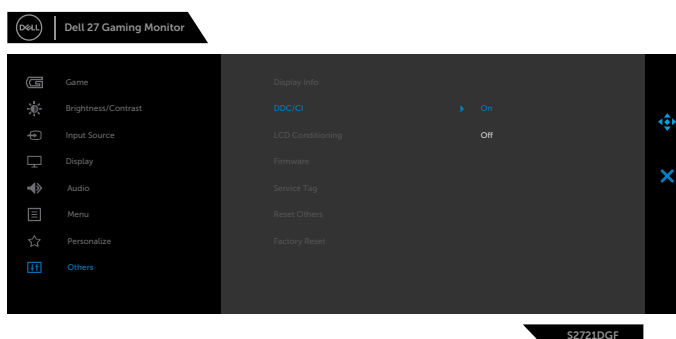 DELL
Dell 27 Gaming Monitor
Game
Display Info
Brightness/Contrast
DDC/CI
On
Input Source
LCD Conditioning
Off
Display
Firmware
Audio
Service Tag
Menu
Reset Others
Personalize
Factory Reset
Others
S2721DGF